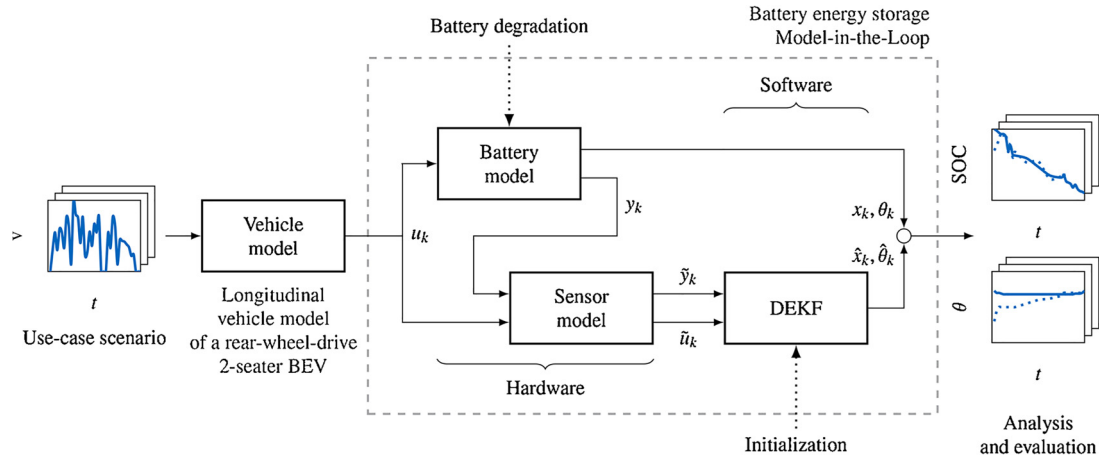 Battery degradation
Battery energy storage
Model-in-the-Loop
Software
Battery
model
SOC
t
v
t
Use-case scenario
Vehicle
model
Longitudinal
vehicle model
of a rear-wheel-drive
2-seater BEV
u_k
y_k
x_k, θ_k
x̂_k, θ̂_k
Sensor
model
ỹ_k
ũ_k
DEKF
Hardware
θ
t
Initialization
Analysis
and evaluation